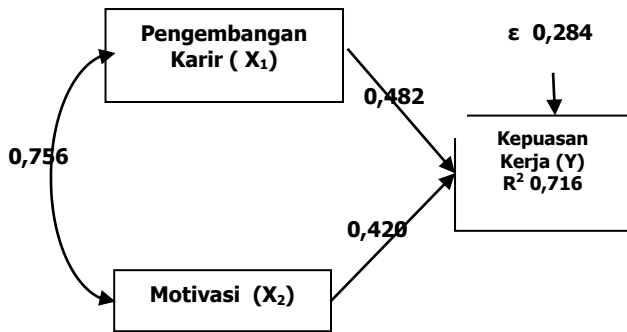 Pengembangan
Karir ( X₁)
ε 0,284
0,482
0,756
Kepuasan
Kerja (Y)
R² 0,716
0,420
Motivasi (X₂)